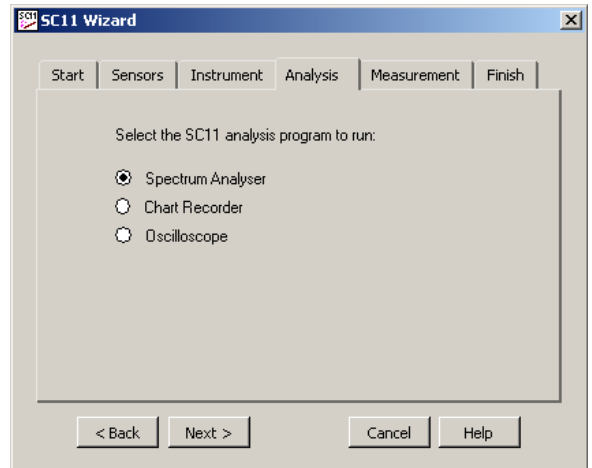 SC11 SC11 Wizard
Start Sensors Instrument Analysis Measurement Finish
Select the SC11 analysis program to run:
Spectrum Analyser
Chart Recorder
Oscilloscope
< Back Next > Cancel Help